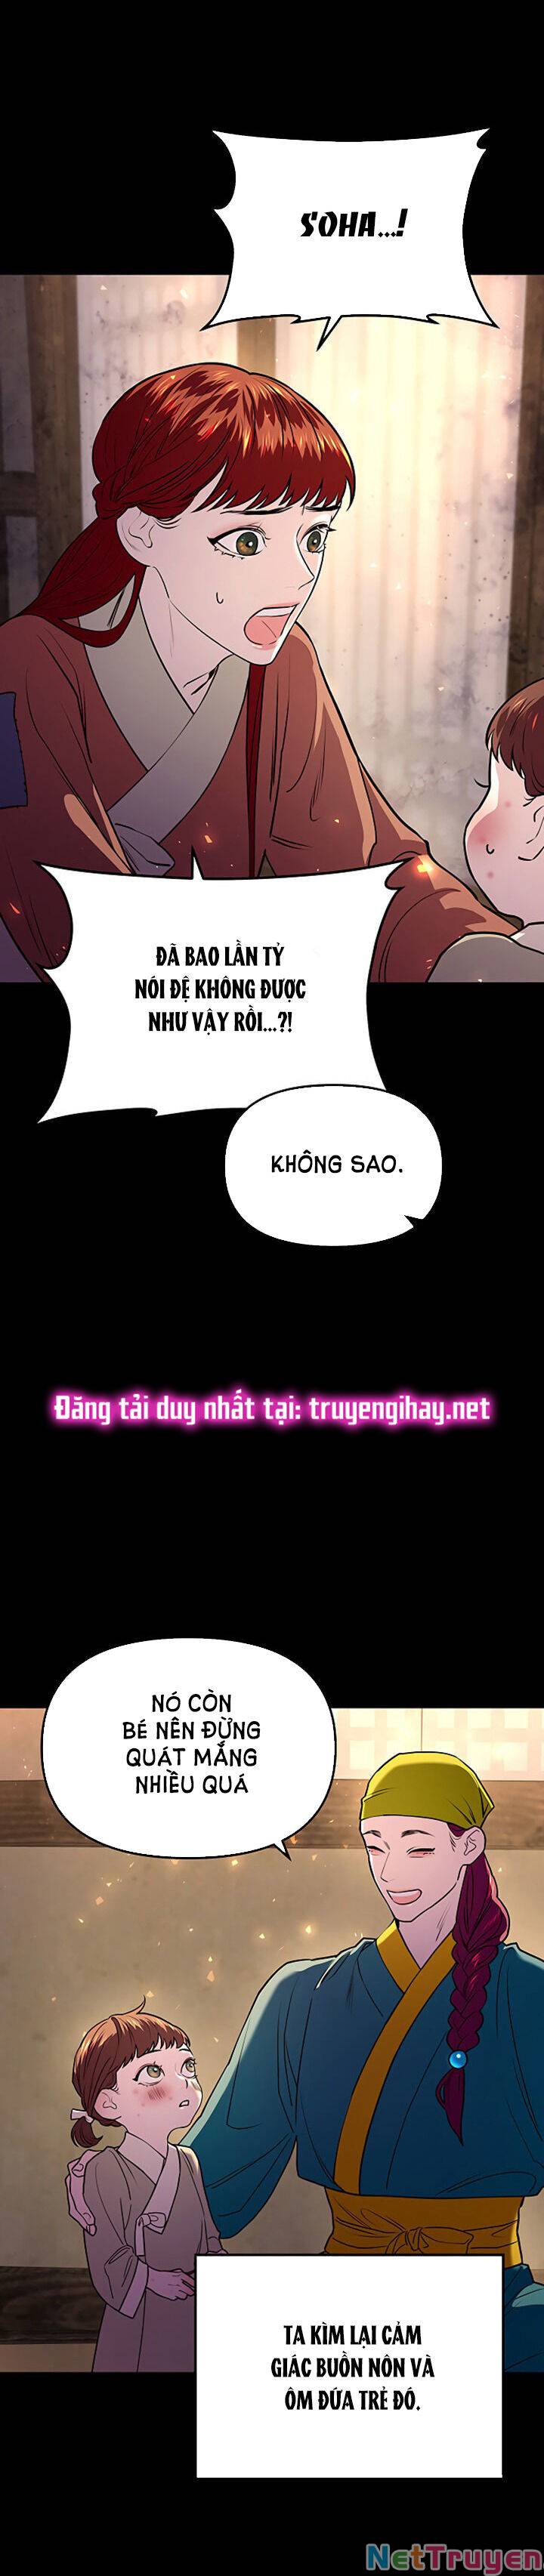 SOHA...!
ĐÃ BAO LẦN TỶ
NÓI ĐỆ KHÔNG ĐƯỢC
NHƯ VẬY RỒI...?!
KHÔNG SAO.
Đăng tải duy nhất tại: truyengihay.net
NÓ CÒN
BÉ NÊN ĐỪNG
QUÁT MẮNG
NHIỀU QUÁ
TA KÌM LẠI CẢM
GIÁC BUỒN NÔN VÀ
ÔM ĐỨA TRẺ ĐÓ.
NetTruyen